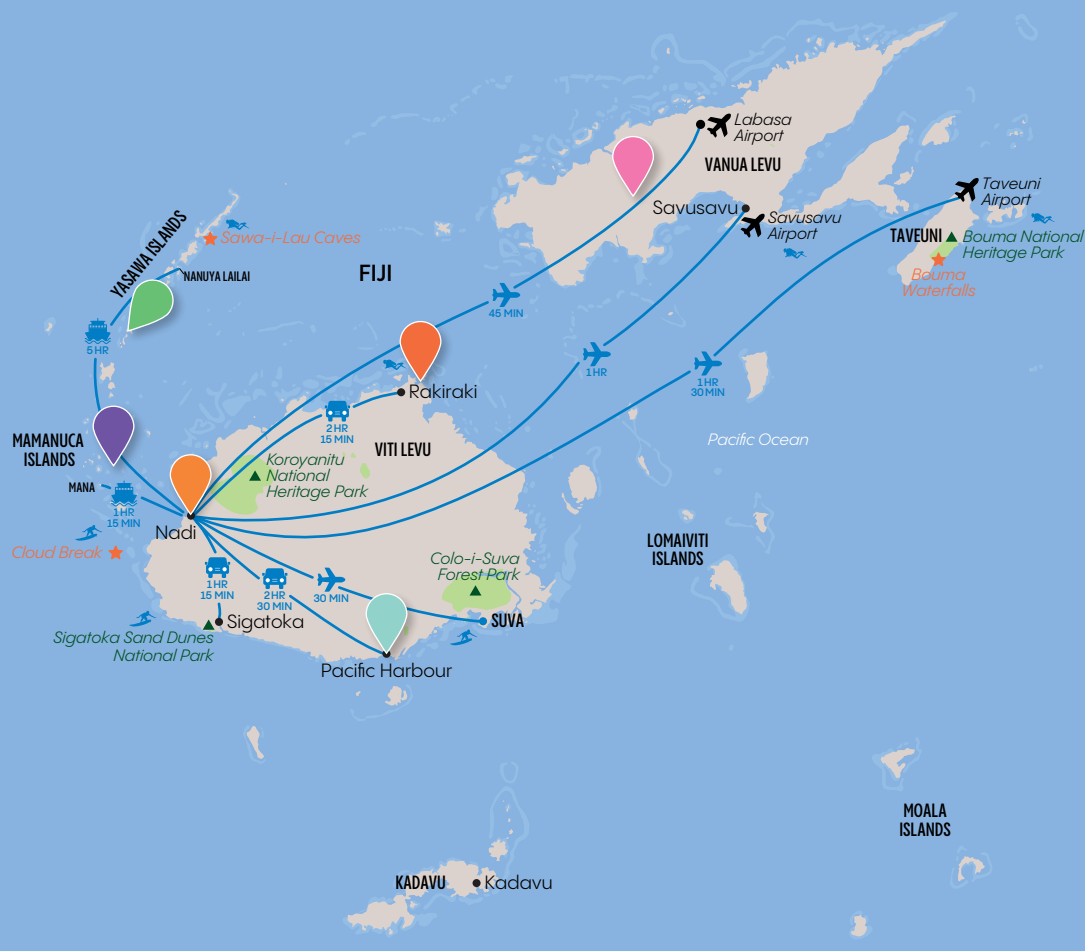 Labasa
Airport
VANUA LEVU
Savusavu
Savusavu
Airport
Taveuni
Airport
TAVEUNI
Bouma National
Heritage Park
Bouma
Waterfalls
YASAWA ISLANDS
Sawa-i-Lau Caves
NANUYA LAILAI
FIJI
45 MIN
5 HR
1 HR
1 HR
30 MIN
Rakiraki
2 HR
15 MIN
VITI LEVU
MAMANUCA
ISLANDS
Pacific Ocean
Koroyanitu
National
Heritage Park
MANA
1 HR
15 MIN
Nadi
Cloud Break
LOMAIVITI
ISLANDS
Colo-i-Suva
Forest Park
1 HR
15 MIN
2 HR
30 MIN
30 MIN
SUVA
Sigatoka
Sigatoka Sand Dunes
National Park
Pacific Harbour
MOALA
ISLANDS
KADAVU
Kadavu